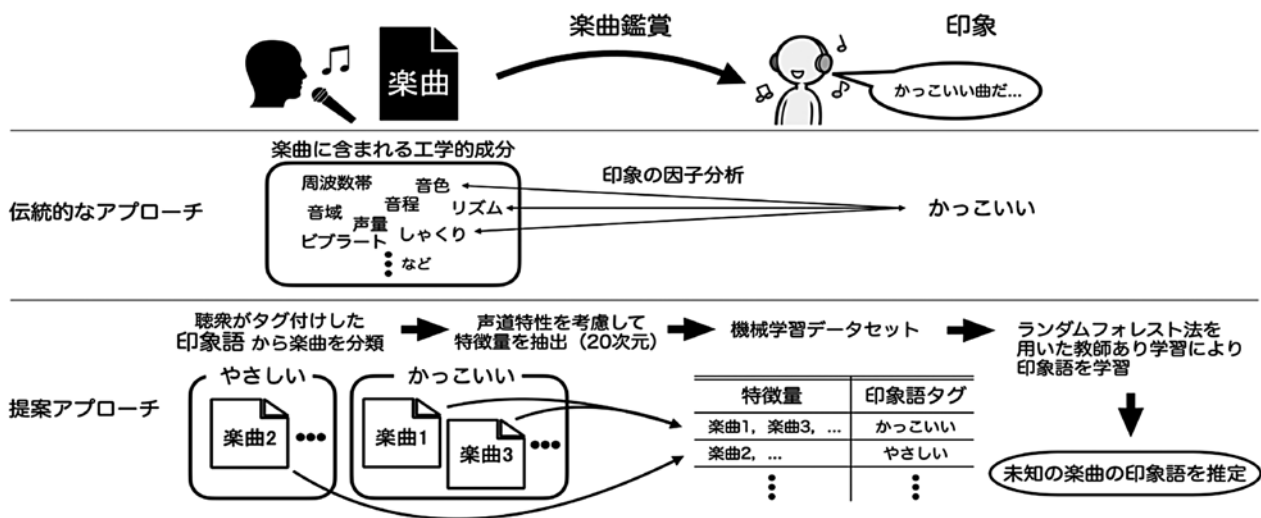 楽曲鑑賞
印象
楽曲
かっこいい曲だ...
楽曲に含まれる工学的成分
伝統的なアプローチ
周波数帯
音色
音域
音程
リズム
声量
ビブラート
しゃくり
など
印象の因子分析
かっこいい
提案アプローチ
聴衆がタグ付けした
印象語 から楽曲を分類
声道特性を考慮して
特徴量を抽出（20次元）
機械学習データセット
ランダムフォレスト法を
用いた教師あり学習により
印象語を学習
やさしい
楽曲2
かっこいい
楽曲1
楽曲3
特徴量
印象語タグ
楽曲1，楽曲3，...
かっこいい
楽曲2，...
やさしい
未知の楽曲の印象語を推定